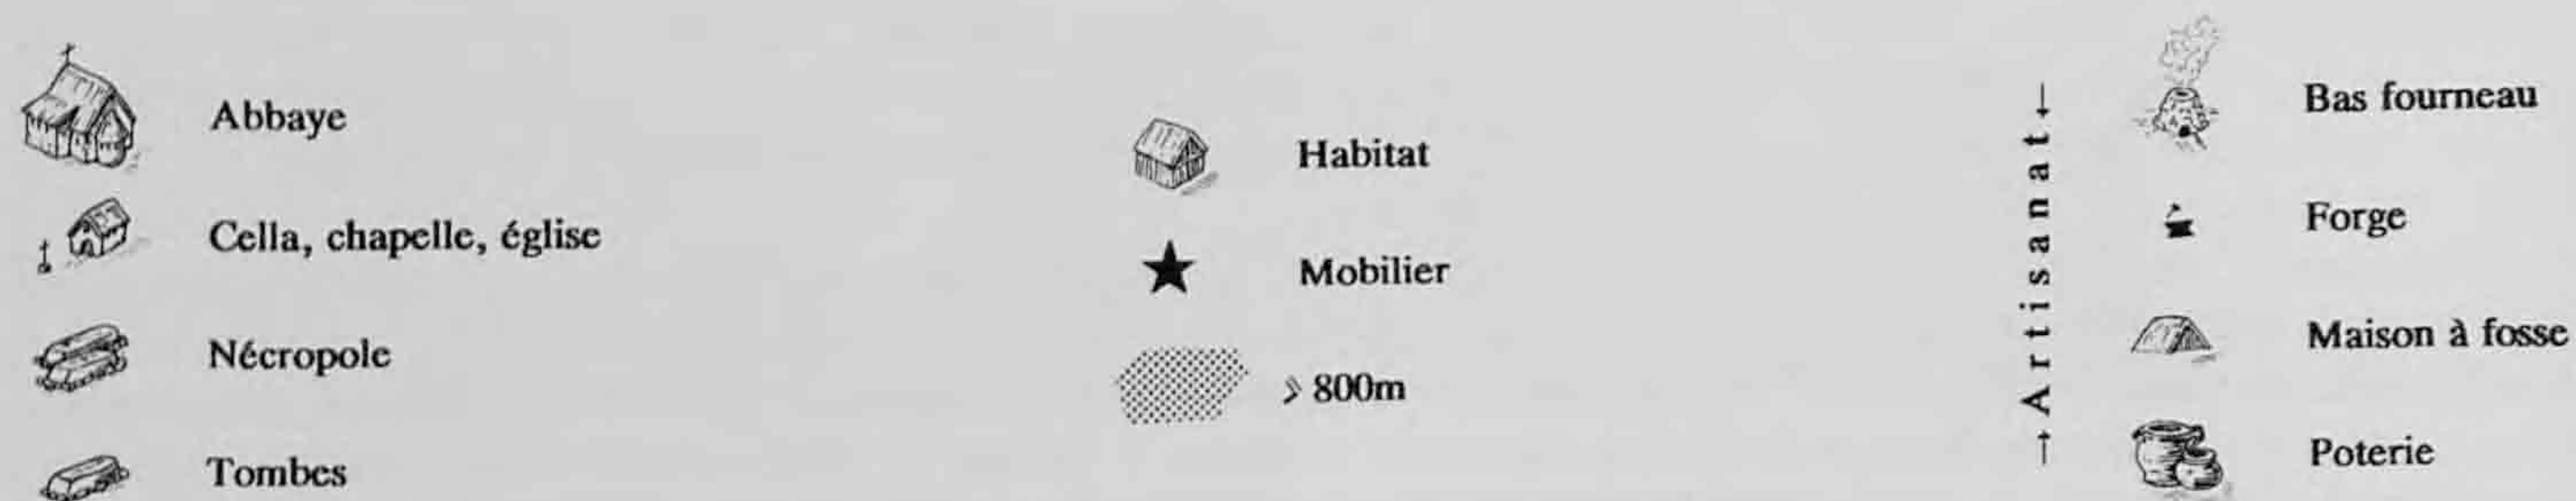 Abbaye
Cella, chapelle, église
Nécropole
Tombes
Habitat
Mobilier
⩾ 800m
←Artisanat→
Bas fourneau
Forge
Maison à fosse
Poterie